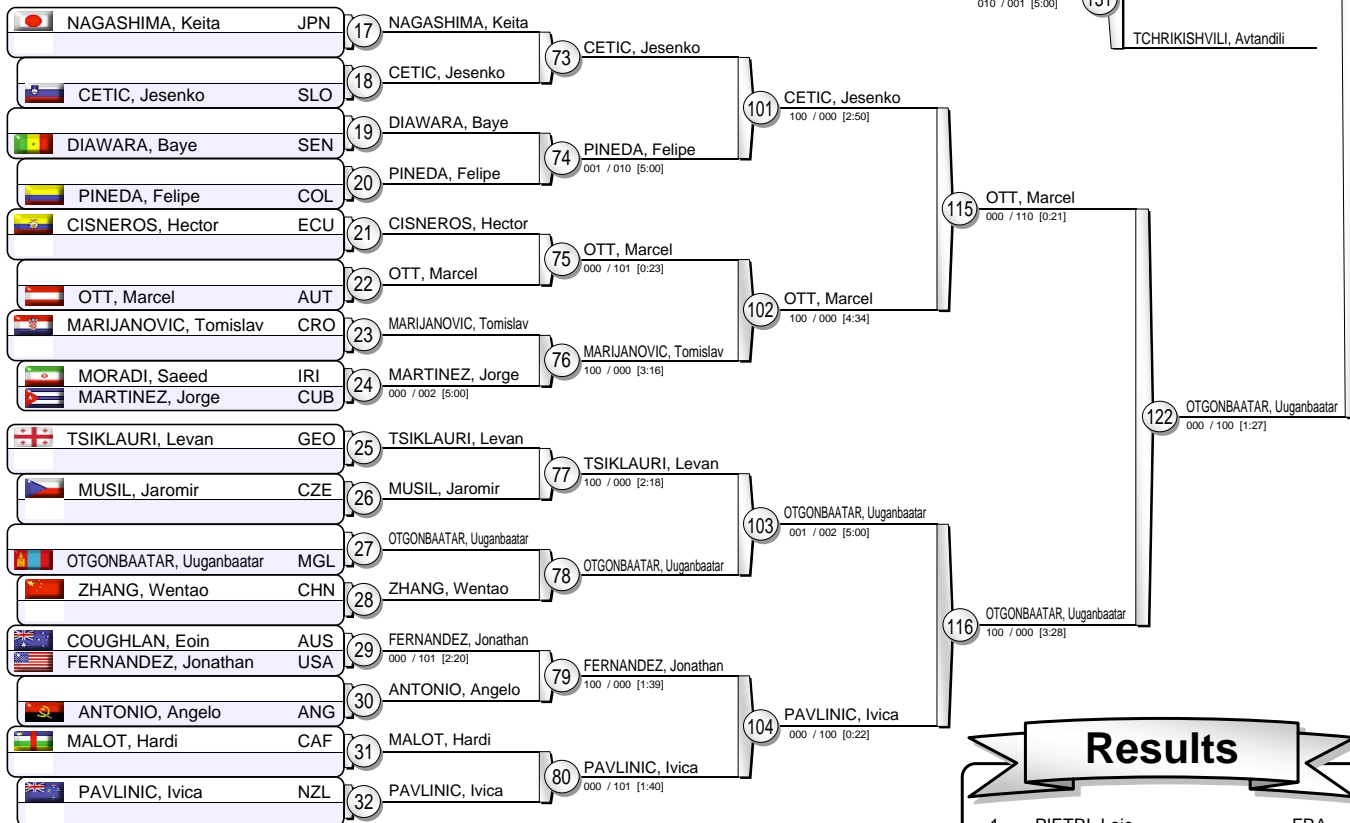 010 / 001 [5:00]
131
TCHRIKISHVILI, Avtandili
NAGASHIMA, Keita JPN
17
NAGASHIMA, Keita
73
CETIC, Jesenko
CETIC, Jesenko SLO
18
CETIC, Jesenko
101
CETIC, Jesenko
100 / 000 [2:50]
DIAWARA, Baye SEN
19
DIAWARA, Baye
74
PINEDA, Felipe
001 / 010 [5:00]
PINEDA, Felipe COL
20
PINEDA, Felipe
115
OTT, Marcel
000 / 110 [0:21]
CISNEROS, Hector ECU
21
CISNEROS, Hector
75
OTT, Marcel
000 / 101 [0:23]
OTT, Marcel AUT
22
OTT, Marcel
102
OTT, Marcel
100 / 000 [4:34]
MARIJANOVIC, Tomislav CRO
23
MARIJANOVIC, Tomislav
76
MARIJANOVIC, Tomislav
100 / 000 [3:16]
MORADI, Saeed IRI
MARTINEZ, Jorge CUB
24
MARTINEZ, Jorge
000 / 002 [5:00]
122
OTGONBAATAR, Uuganbaatar
000 / 100 [1:27]
TSIKLAURI, Levan GEO
25
TSIKLAURI, Levan
77
TSIKLAURI, Levan
100 / 000 [2:18]
MUSIL, Jaromir CZE
26
MUSIL, Jaromir
103
OTGONBAATAR, Uuganbaatar
001 / 002 [5:00]
OTGONBAATAR, Uuganbaatar MGL
27
OTGONBAATAR, Uuganbaatar
78
OTGONBAATAR, Uuganbaatar
ZHANG, Wentao CHN
28
ZHANG, Wentao
116
OTGONBAATAR, Uuganbaatar
100 / 000 [3:28]
COUGHLAN, Eoin AUS
FERNANDEZ, Jonathan USA
29
FERNANDEZ, Jonathan
000 / 101 [2:20]
79
FERNANDEZ, Jonathan
100 / 000 [1:39]
ANTONIO, Angelo ANG
30
ANTONIO, Angelo
104
PAVLINIC, Ivica
000 / 100 [0:22]
MALOT, Hardi CAF
31
MALOT, Hardi
80
PAVLINIC, Ivica
000 / 101 [1:40]
PAVLINIC, Ivica NZL
32
PAVLINIC, Ivica
Results
1 PIETRI, Loic FRA